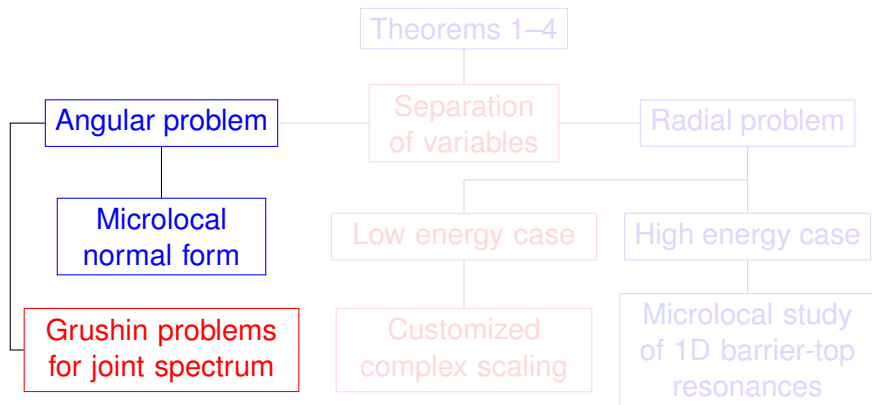 Theorems 1–4
Angular problem
Separation
of variables
Radial problem
Microlocal
normal form
Low energy case
High energy case
Grushin problems
for joint spectrum
Customized
complex scaling
Microlocal study
of 1D barrier-top
resonances